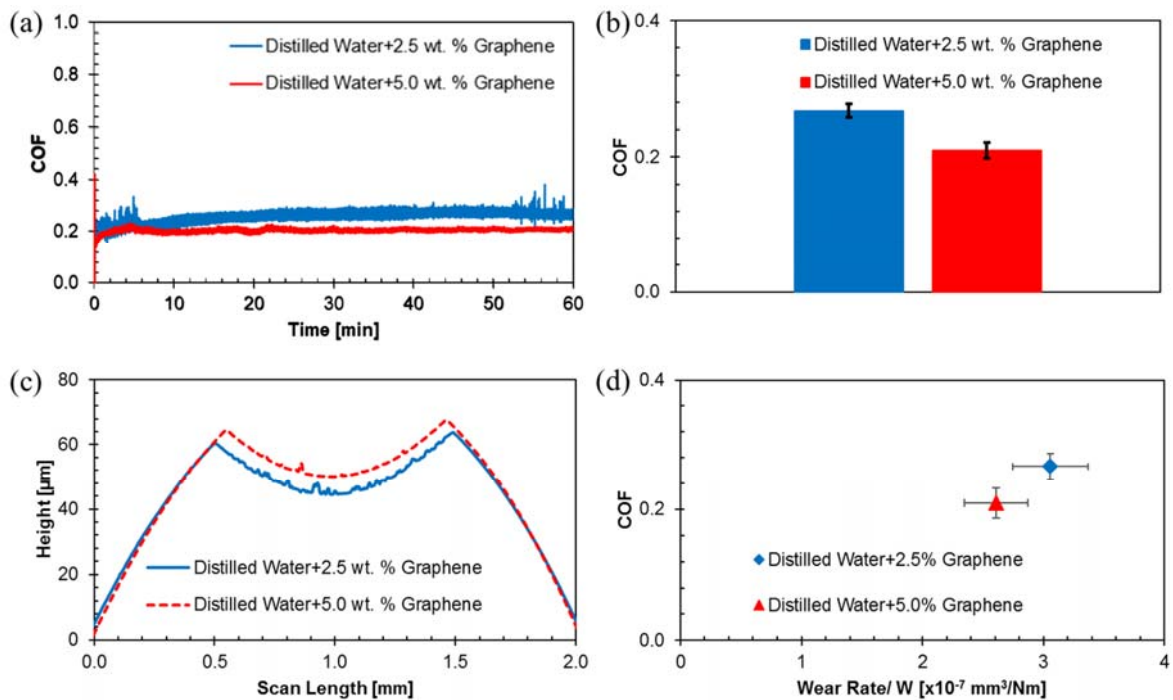 (a)
1.0
0.8
0.6
0.4
0.2
0.0
COF
Distilled Water+2.5 wt. % Graphene
Distilled Water+5.0 wt. % Graphene
0 10 20 30 40 50 60
Time [min]
(b)
0.4
0.2
0.0
COF
Distilled Water+2.5 wt. % Graphene
Distilled Water+5.0 wt. % Graphene
(c)
80
60
40
20
0
Height [µm]
Distilled Water+2.5 wt. % Graphene
Distilled Water+5.0 wt. % Graphene
0.0 0.5 1.0 1.5 2.0
Scan Length [mm]
(d)
0.4
0.2
0.0
COF
Distilled Water+2.5% Graphene
Distilled Water+5.0% Graphene
0 1 2 3 4
Wear Rate/ W [x10⁻⁷ mm³/Nm]